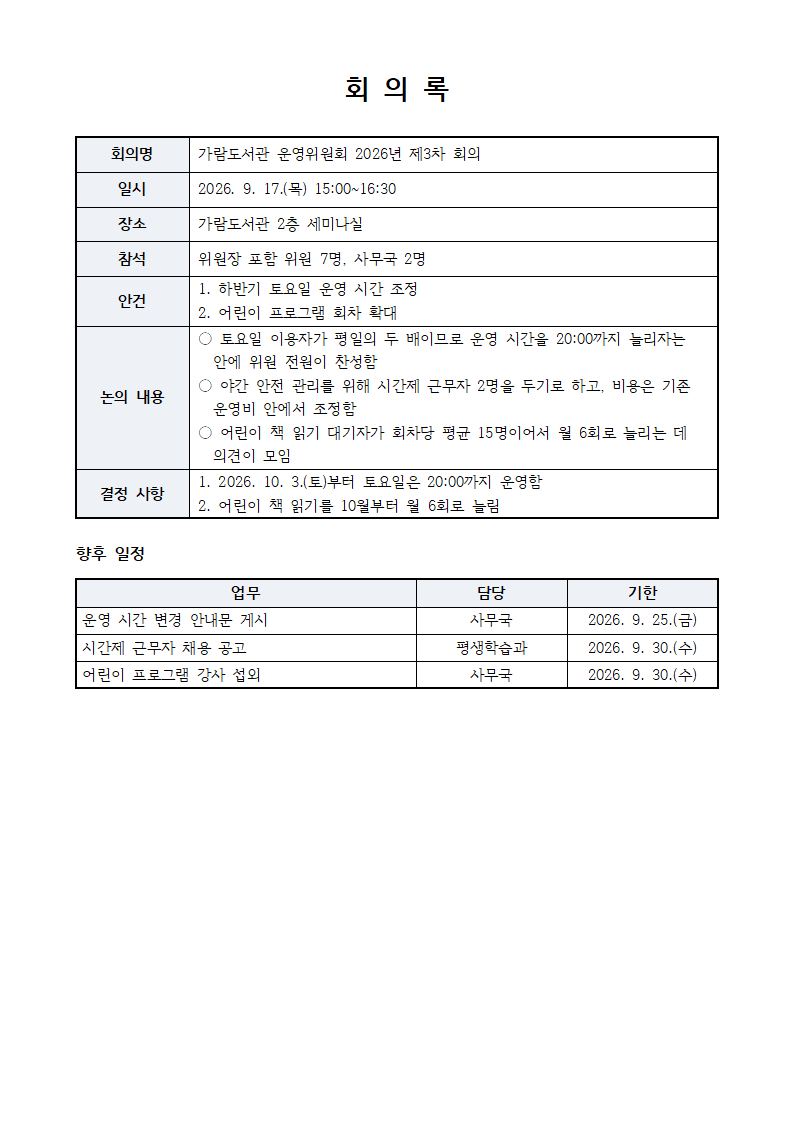 회 의 록
회의명 가람도서관 운영위원회 2026년 제3차 회의
일시 2026. 9. 17.(목) 15:00~16:30
장소 가람도서관 2층 세미나실
참석 위원장 포함 위원 7명, 사무국 2명
안건
1. 하반기 토요일 운영 시간 조정
2. 어린이 프로그램 회차 확대
논의 내용
○ 토요일 이용자가 평일의 두 배이므로 운영 시간을 20:00까지 늘리자는
안에 위원 전원이 찬성함
○ 야간 안전 관리를 위해 시간제 근무자 2명을 두기로 하고, 비용은 기존
운영비 안에서 조정함
○ 어린이 책 읽기 대기자가 회차당 평균 15명이어서 월 6회로 늘리는 데
의견이 모임
결정 사항
1. 2026. 10. 3.(토)부터 토요일은 20:00까지 운영함
2. 어린이 책 읽기를 10월부터 월 6회로 늘림
향후 일정
업무 담당 기한
운영 시간 변경 안내문 게시 사무국 2026. 9. 25.(금)
시간제 근무자 채용 공고 평생학습과 2026. 9. 30.(수)
어린이 프로그램 강사 섭외 사무국 2026. 9. 30.(수)